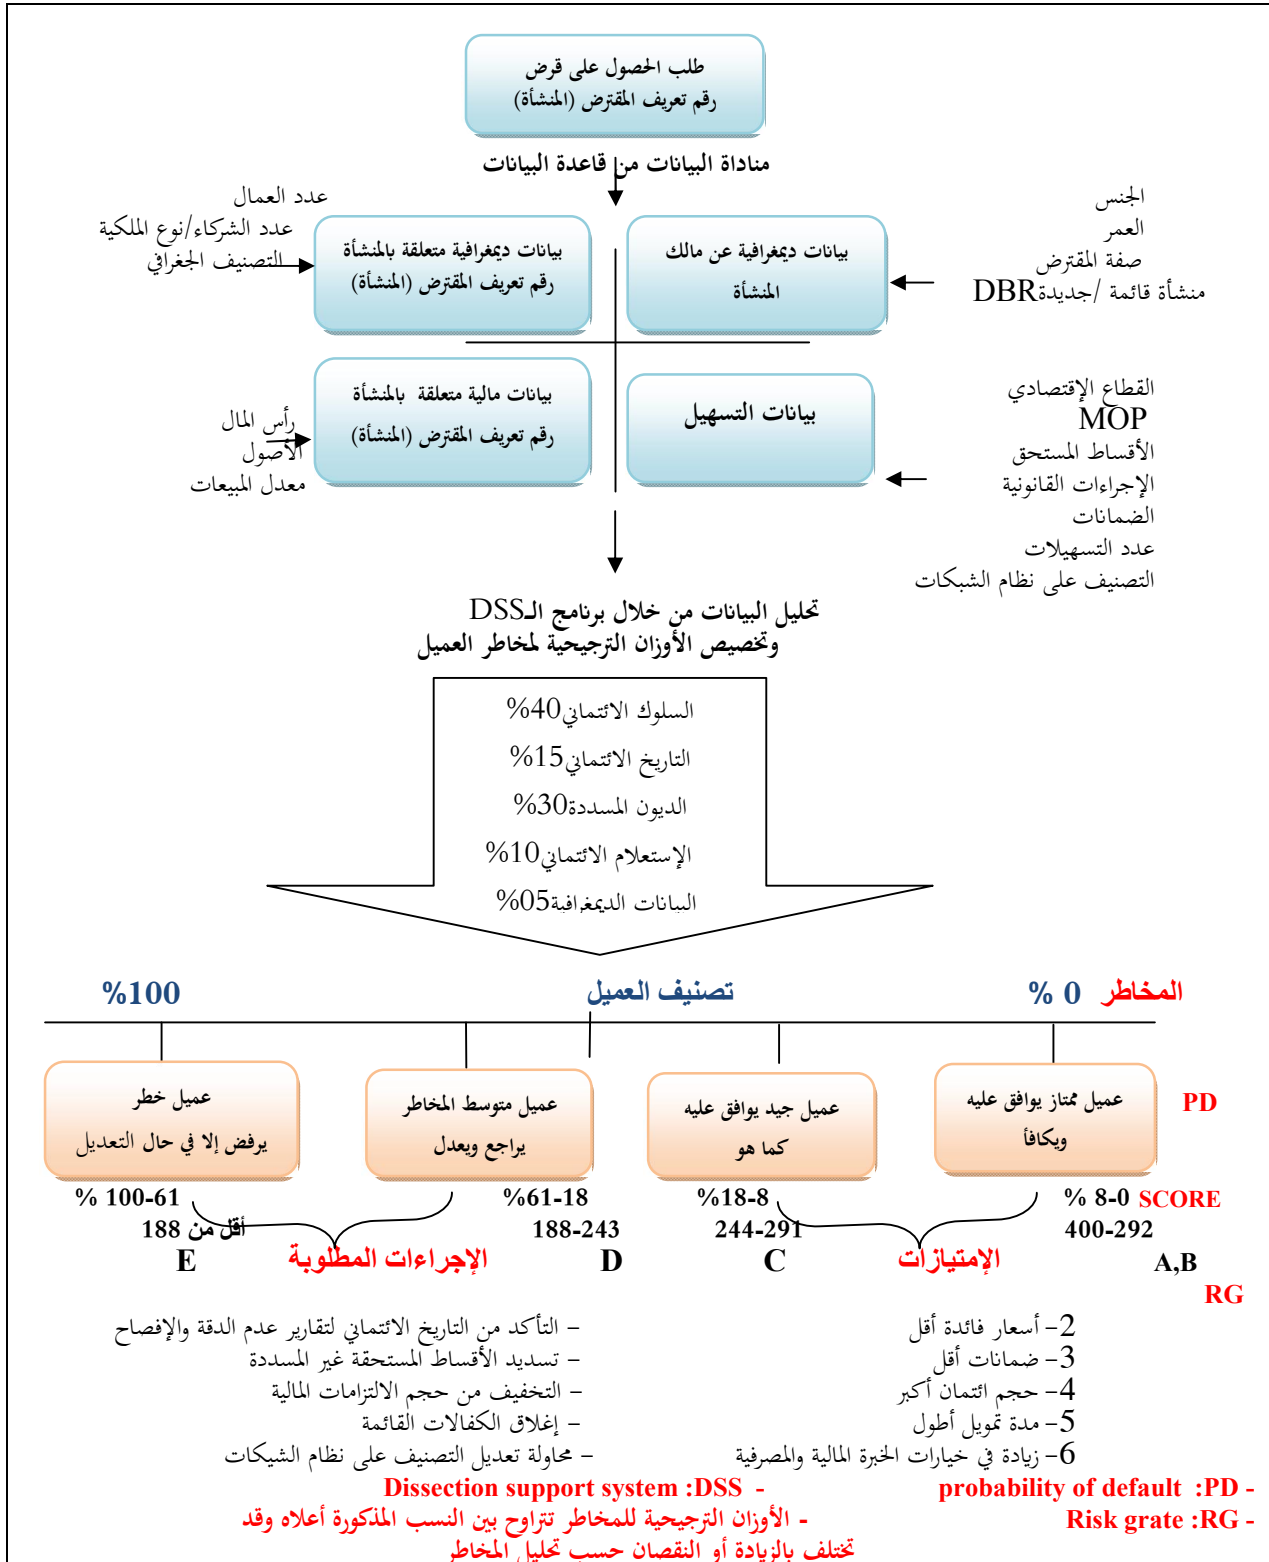 طلب الحصول على قرض
رقم تعريف المقترض (المنشأة)
مناداة البيانات من قاعدة البيانات
الجنس
العمر
صفة المقترض
منشأة قائمة /جديدةDBR
بيانات ديمغرافية عن مالك
المنشأة
عدد العمال
عدد الشركاء/نوع الملكية
التصنيف الجغرافي
بيانات ديمغرافية متعلقة بالمنشأة
رقم تعريف المقترض (المنشأة)
القطاع الإقتصادي
MOP
الأقساط المستحق
الإجراءات القانونية
الضمانات
عدد التسهيلات
التصنيف على نظام الشبكات
بيانات التسهيل
بيانات مالية متعلقة بالمنشأة
رقم تعريف المقترض (المنشأة)
رأس المال
الأصول
معدل المبيعات
تحليل البيانات من خلال برنامج الـDSS
وتخصيص الأوزان الترجيحية لمخاطر العميل
السلوك الائتماني40%
التاريخ الائتماني15%
الديون المسددة30%
الإستعلام الائتماني10%
البيانات الديمغرافية05%
المخاطر 0 % تصنيف العميل 100%
PD
عميل ممتاز يوافق عليه
ويكافأ
عميل جيد يوافق عليه
كما هو
عميل متوسط المخاطر
يراجع ويعدل
عميل خطر
يرفض إلا في حال التعديل
SCORE 8-0 % 18-8% 61-18% 100-61 %
400-292 244-291 188-243 أقل من 188
A,B الإمتيازات C D الإجراءات المطلوبة E
RG
2- أسعار فائدة أقل
3- ضمانات أقل
4- حجم ائتمان أكبر
5- مدة تمويل أطول
6- زيادة في خيارات الخبرة المالية والمصرفية
- التأكد من التاريخ الائتماني لتقارير عدم الدقة والإفصاح
- تسديد الأقساط المستحقة غير المسددة
- التخفيف من حجم الالتزامات المالية
- إغلاق الكفالات القائمة
- محاولة تعديل التصنيف على نظام الشيكات
- PD: probability of default
- DSS: Dissection support system
- RG: Risk grate
- الأوزان الترجيحية للمخاطر تتراوح بين النسب المذكورة أعلاه وقد
تختلف بالزيادة أو النقصان حسب تحليل المخاطر